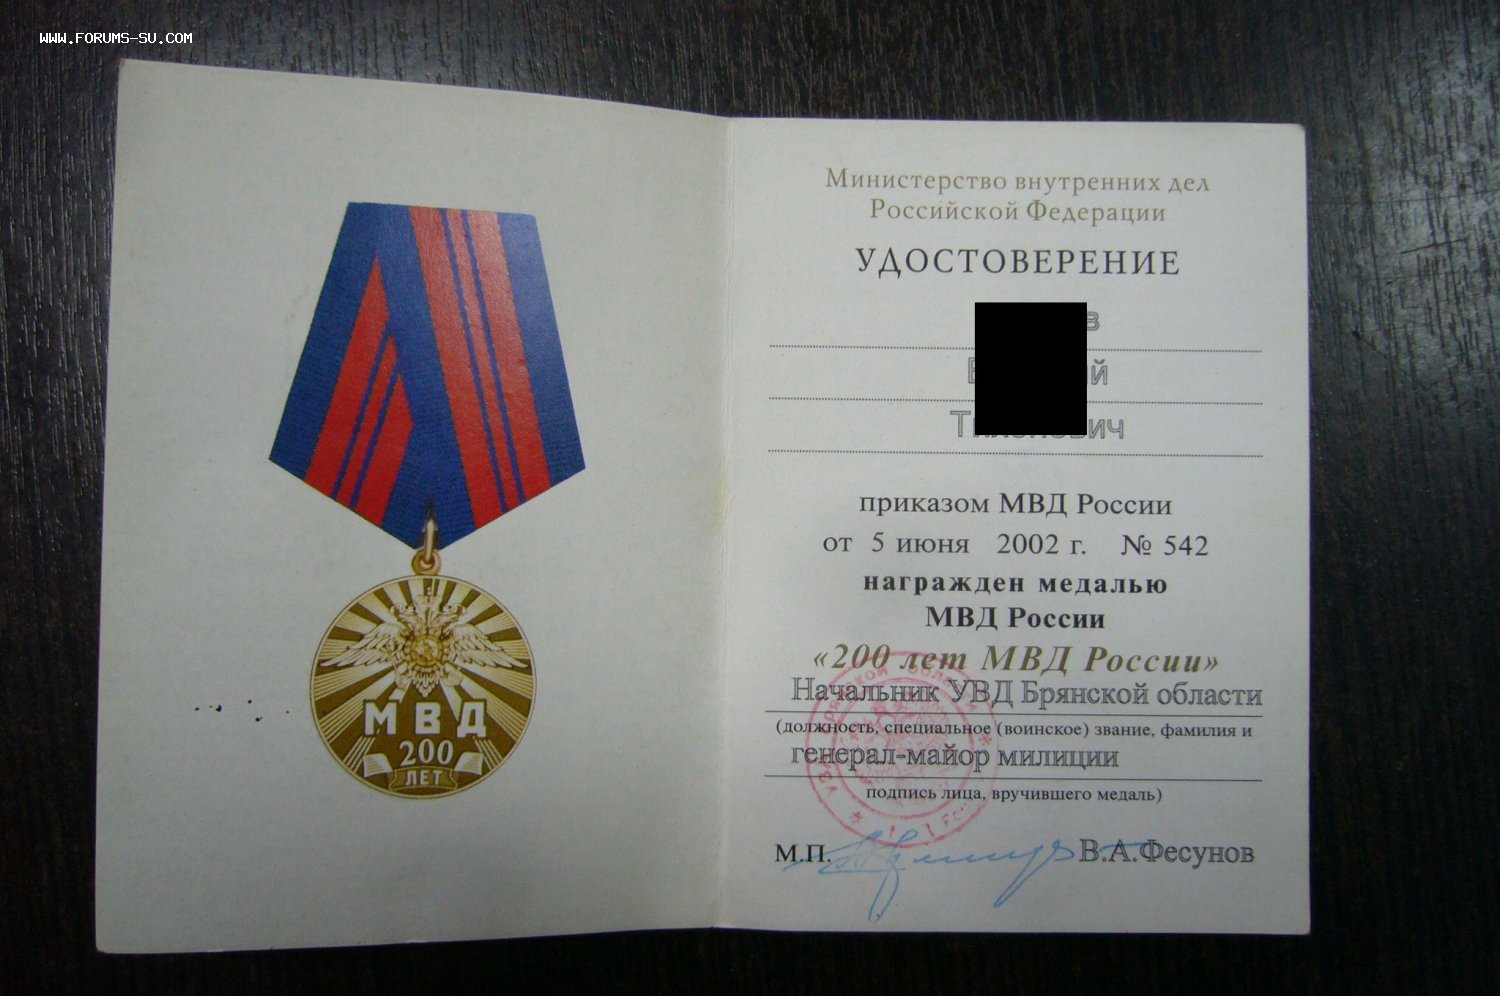 WWW.FORUMS-SU.COM
МВД
200
ЛЕТ
Министерство внутренних дел
Российской Федерации
УДОСТОВЕРЕНИЕ
приказом МВД России
от 5 июня 2002 г. № 542
награжден медалью
МВД России
«200 лет МВД России»
Начальник УВД Брянской области
(должность, специальное (воинское) звание, фамилия и
генерал-майор милиции
подпись лица, вручившего медаль)
М.П. В.А.Фесунов